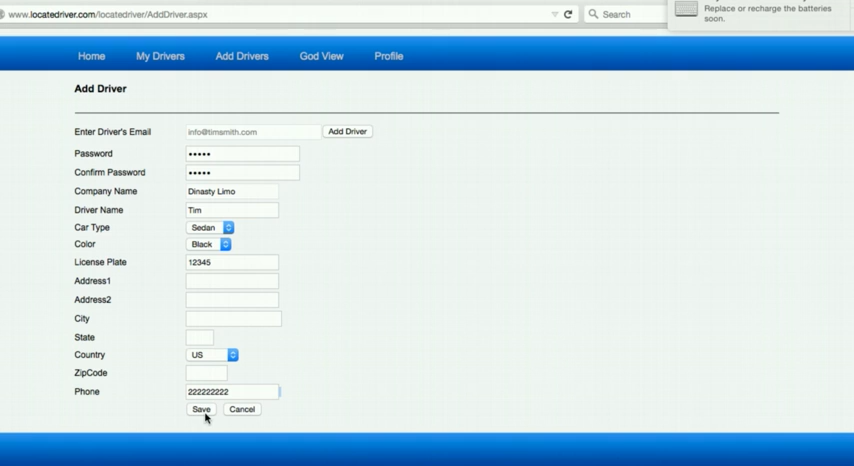 www.locatedriver.com/locatedriver/AddDriver.aspx
Search
Replace or recharge the batteries
soon.
Home My Drivers Add Drivers God View Profile
Add Driver
Enter Driver's Email info@timsmith.com Add Driver
Password •••••
Confirm Password •••••
Company Name Dinasty Limo
Driver Name Tim
Car Type Sedan
Color Black
License Plate 12345
Address1
Address2
City
State
Country US
ZipCode
Phone 222222222
Save Cancel